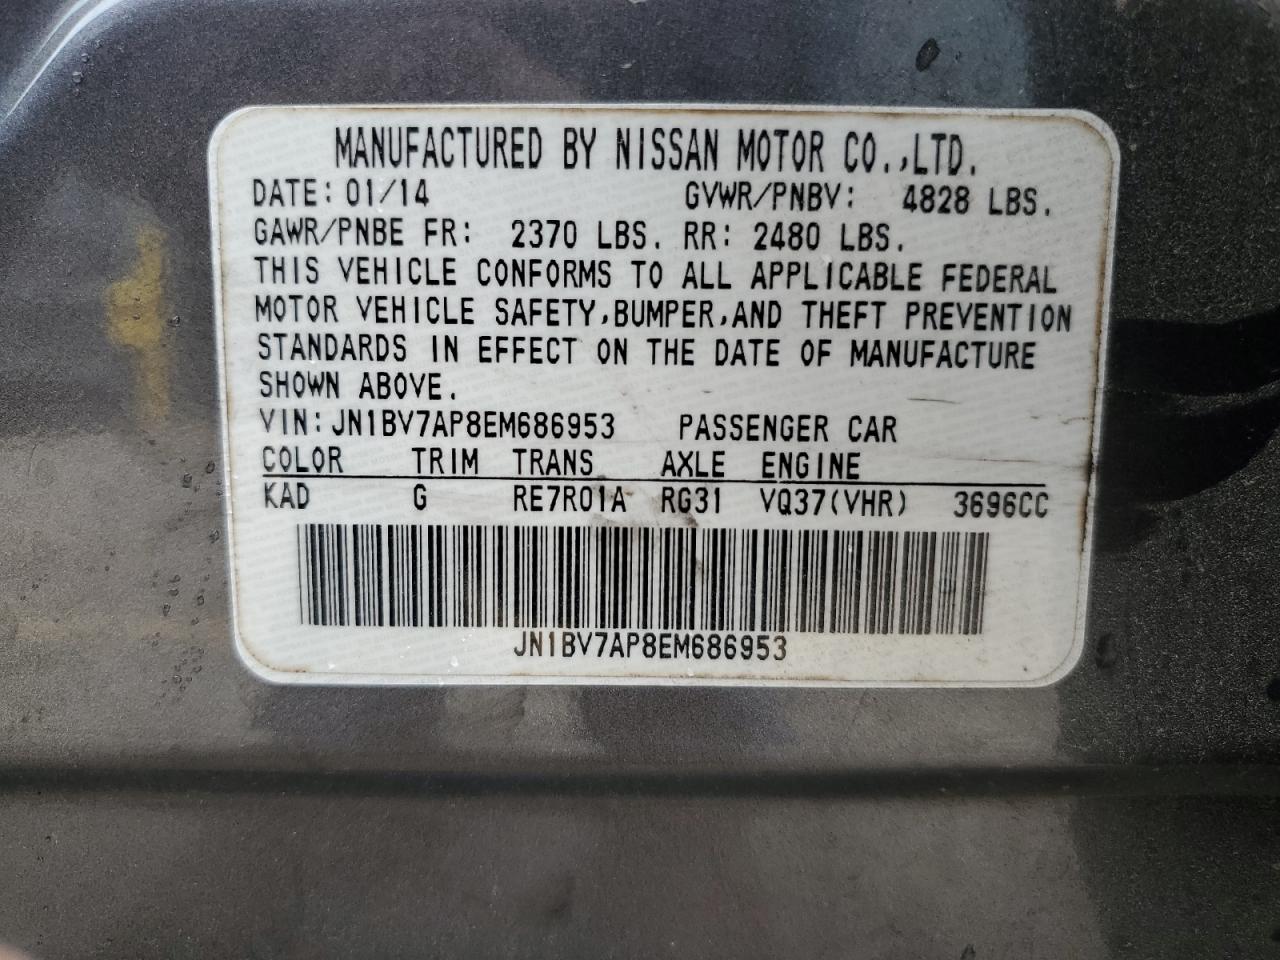 MANUFACTURED BY NISSAN MOTOR CO.,LTD.
DATE: 01/14 GVWR/PNBV: 4828 LBS.
GAWR/PNBE FR: 2370 LBS. RR: 2480 LBS.
THIS VEHICLE CONFORMS TO ALL APPLICABLE FEDERAL
MOTOR VEHICLE SAFETY,BUMPER,AND THEFT PREVENTION
STANDARDS IN EFFECT ON THE DATE OF MANUFACTURE
SHOWN ABOVE.
VIN:JN1BV7AP8EM686953 PASSENGER CAR
COLOR TRIM TRANS AXLE ENGINE
KAD G RE7R01A RG31 VQ37(VHR) 3696CC
JN1BV7AP8EM686953